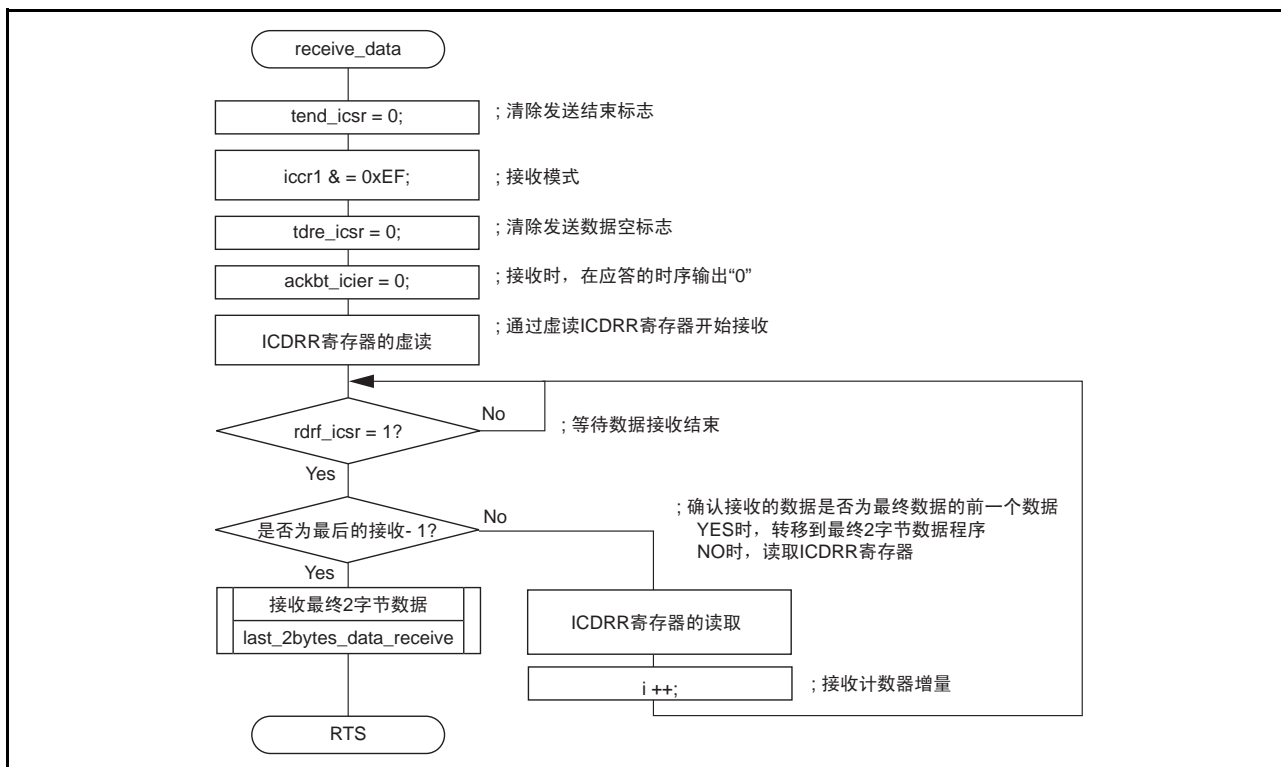 receive_data
tend_icsr = 0;
; 清除发送结束标志
iccr1 & = 0xEF;
; 接收模式
tdre_icsr = 0;
; 清除发送数据空标志
ackbt_icier = 0;
; 接收时，在应答的时序输出“0”
ICDRR寄存器的虚读
; 通过虚读ICDRR寄存器开始接收
rdrf_icsr = 1?
No
; 等待数据接收结束
Yes
是否为最后的接收- 1?
No
; 确认接收的数据是否为最终数据的前一个数据
YES时，转移到最终2字节数据程序
NO时，读取ICDRR寄存器
Yes
接收最终2字节数据
last_2bytes_data_receive
ICDRR寄存器的读取
i ++;
; 接收计数器增量
RTS